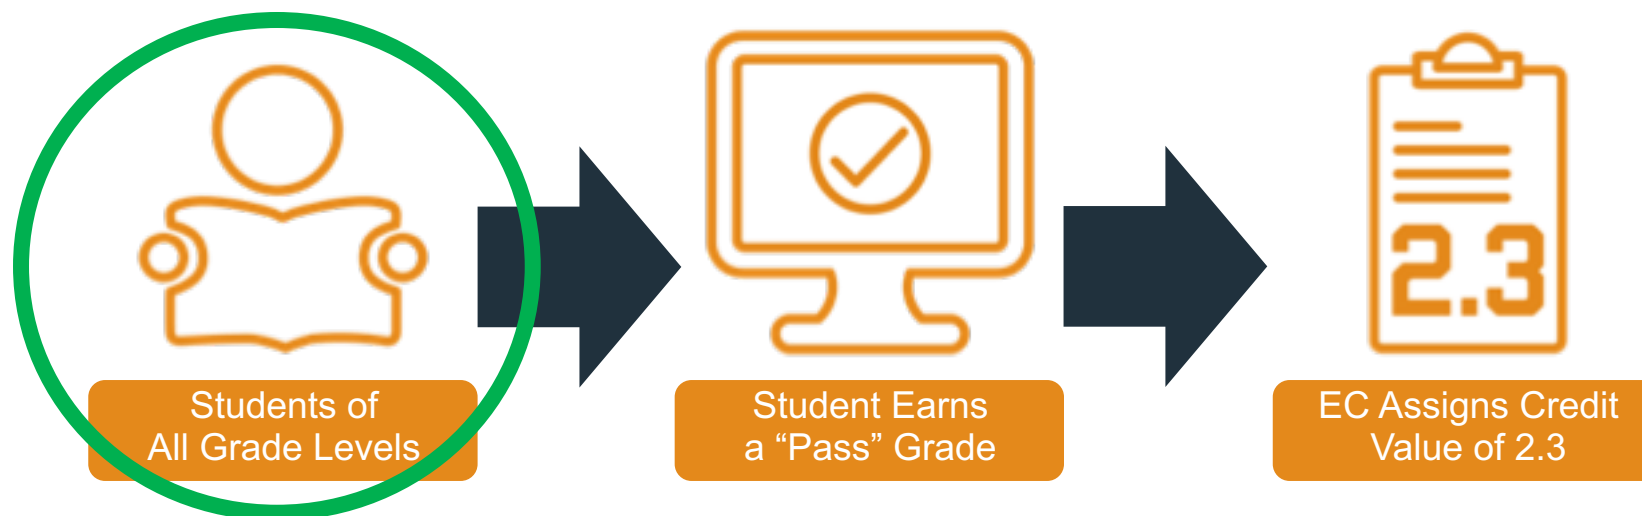 2.3
Students of
All Grade Levels
Student Earns
a “Pass” Grade
EC Assigns Credit
Value of 2.3